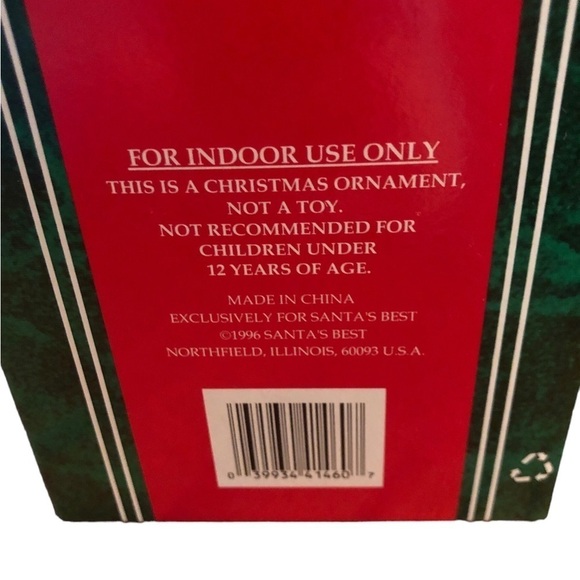 FOR INDOOR USE ONLY
THIS IS A CHRISTMAS ORNAMENT,
NOT A TOY.
NOT RECOMMENDED FOR
CHILDREN UNDER
12 YEARS OF AGE.
MADE IN CHINA
EXCLUSIVELY FOR SANTA'S BEST
©1996 SANTA'S BEST
NORTHFIELD, ILLINOIS, 60093 U.S.A.
0 39934 41460 7